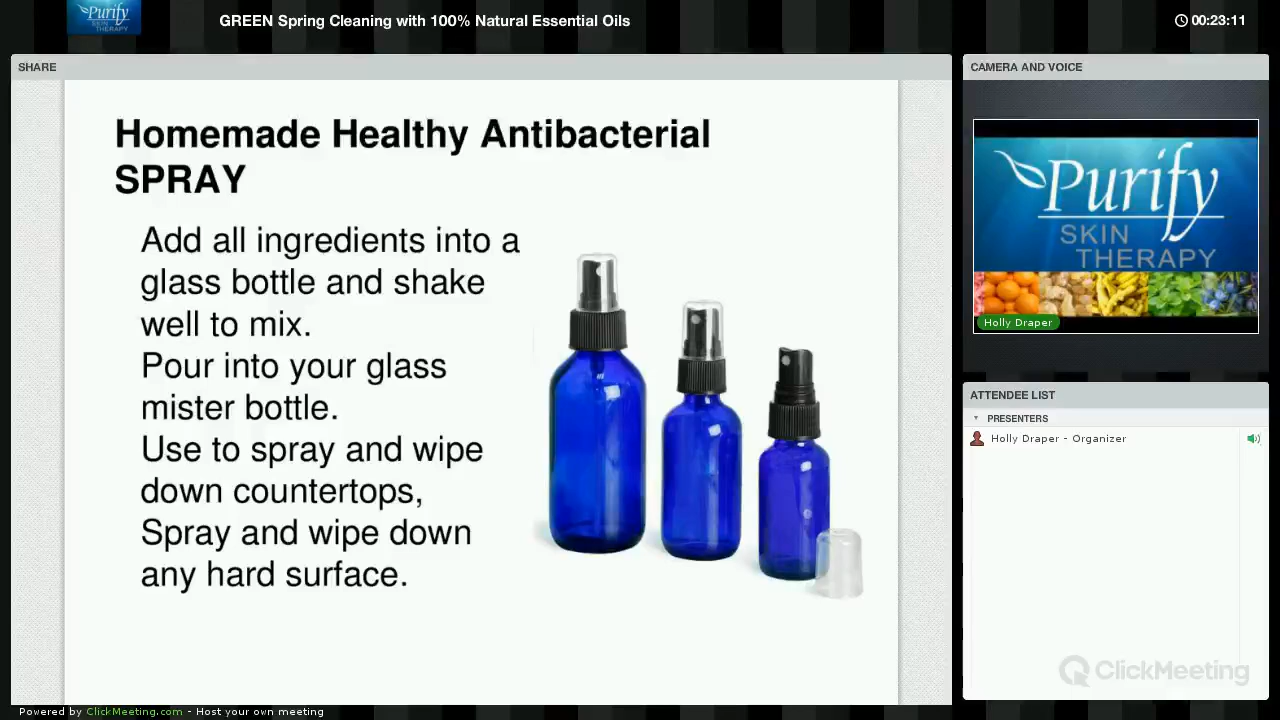 Purify
SKIN
THERAPY
GREEN Spring Cleaning with 100% Natural Essential Oils
00:23:11
SHARE
Homemade Healthy Antibacterial
SPRAY
Add all ingredients into a
glass bottle and shake
well to mix.
Pour into your glass
mister bottle.
Use to spray and wipe
down countertops,
Spray and wipe down
any hard surface.
CAMERA AND VOICE
Purify
SKIN
THERAPY
Holly Draper
ATTENDEE LIST
PRESENTERS
Holly Draper - Organizer
ClickMeeting
Powered by ClickMeeting.com - Host your own meeting